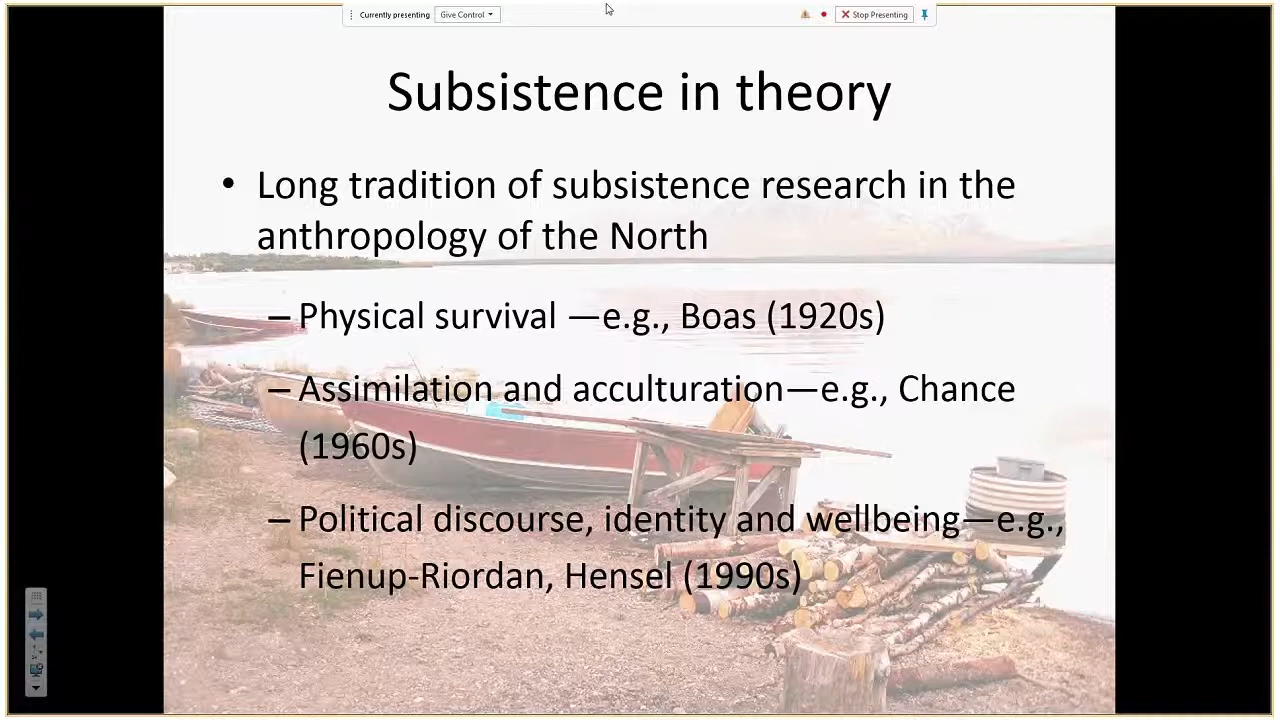 Currently presenting Give Control Stop Presenting
Subsistence in theory
• Long tradition of subsistence research in the
anthropology of the North
– Physical survival —e.g., Boas (1920s)
– Assimilation and acculturation—e.g., Chance
(1960s)
– Political discourse, identity and wellbeing—e.g.,
Fienup-Riordan, Hensel (1990s)